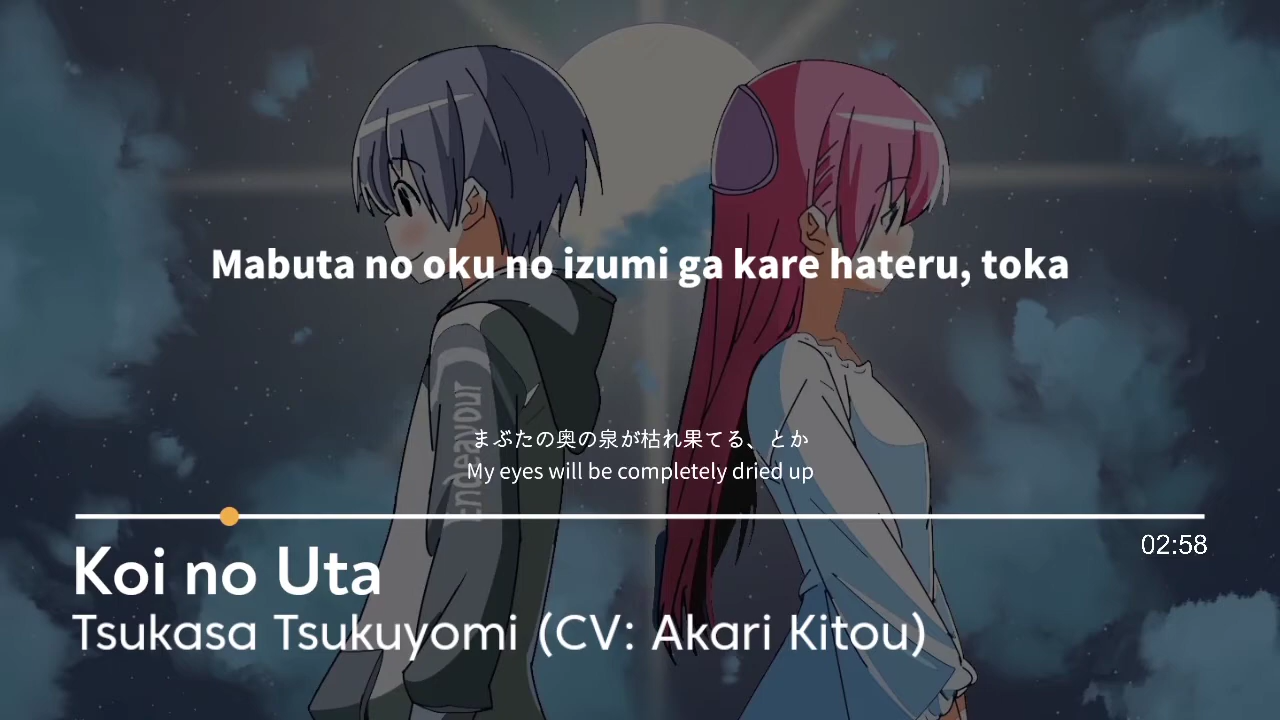 Mabuta no oku no izumi ga kare hateru, toka
endeavour
まぶたの奥の泉が枯れ果てる、とか
My eyes will be completely dried up
02:58
Koi no Uta
Tsukasa Tsukuyomi (CV: Akari Kitou)